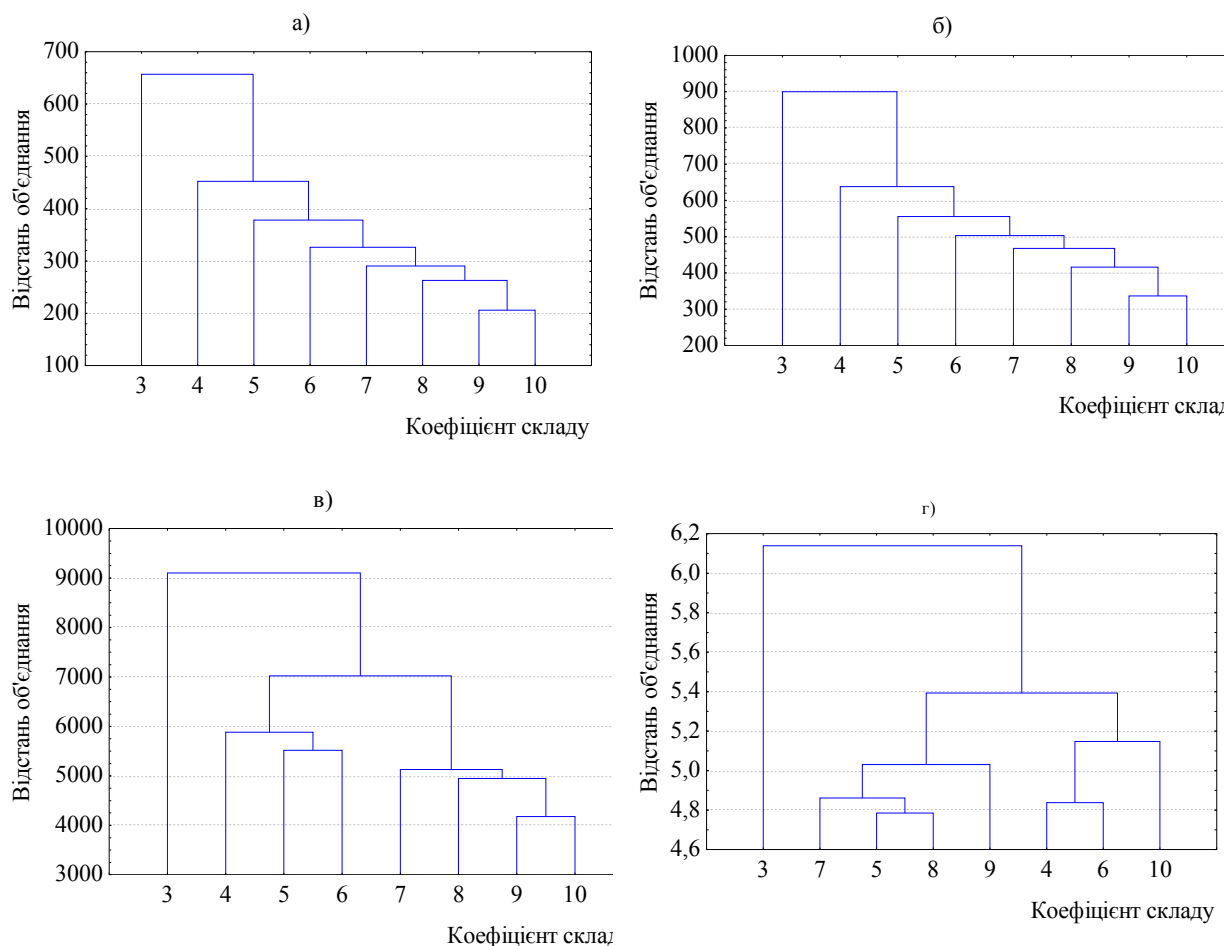 а)
700
600
500
400
300
200
100
Відстань об'єднання
3 4 5 6 7 8 9 10
Коефіцієнт складу
б)
1000
900
800
700
600
500
400
300
200
Відстань об'єднання
3 4 5 6 7 8 9 10
Коефіцієнт склад
в)
10000
9000
8000
7000
6000
5000
4000
3000
Відстань об'єднання
3 4 5 6 7 8 9 10
Коефіцієнт склад
г)
6,2
6,0
5,8
5,6
5,4
5,2
5,0
4,8
4,6
Відстань об'єднання
3 7 5 8 9 4 6 10
Коефіцієнт складу